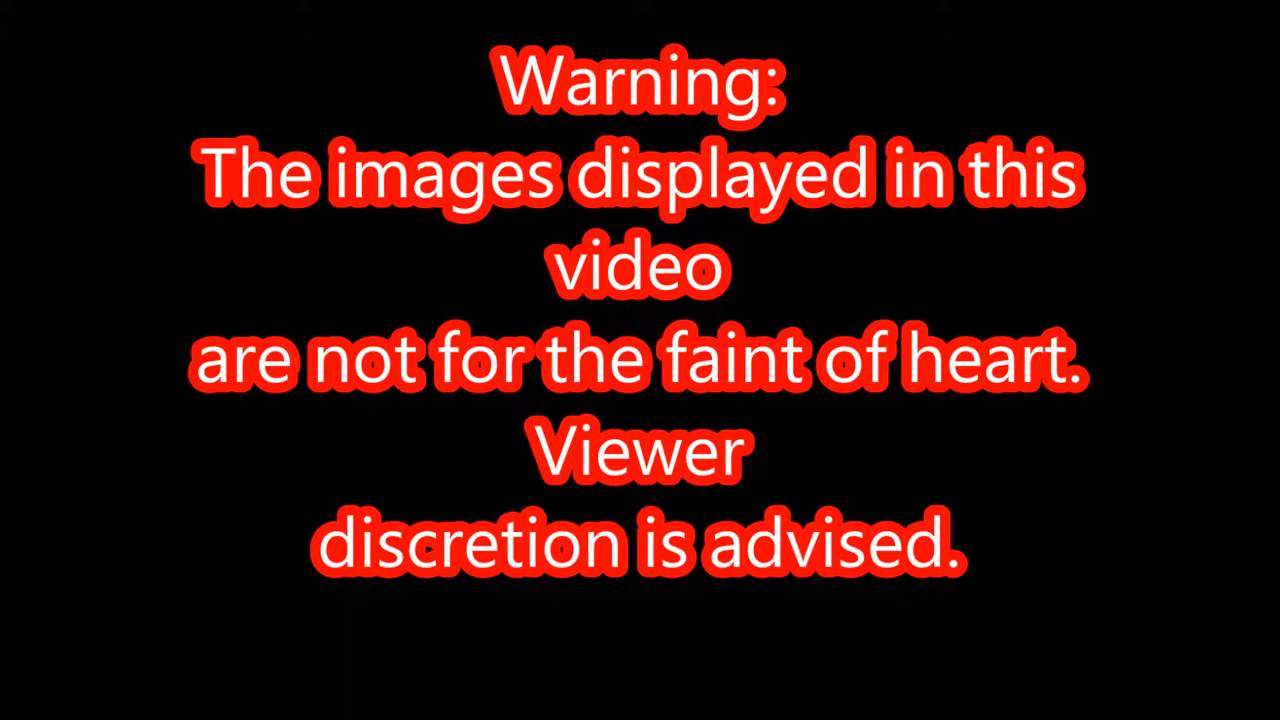 Warning:
The images displayed in this
video
are not for the faint of heart.
Viewer
discretion is advised.